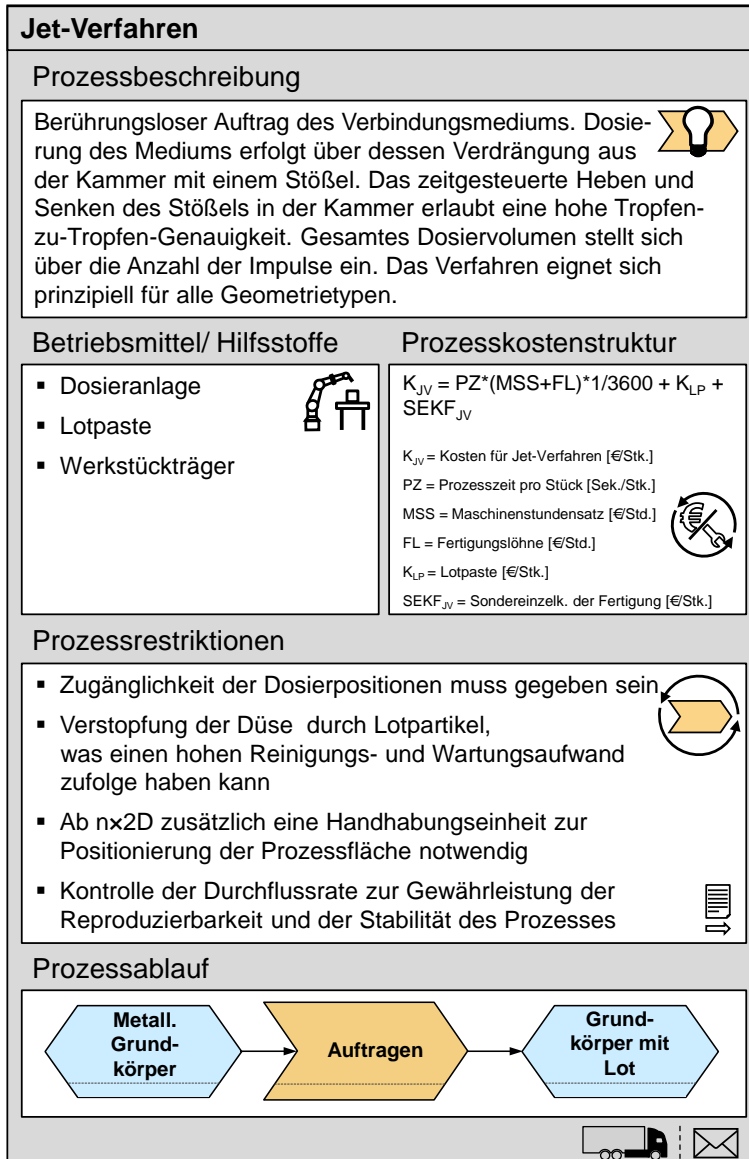 Jet-Verfahren
Prozessbeschreibung
Berührungsloser Auftrag des Verbindungsmediums. Dosie-
rung des Mediums erfolgt über dessen Verdrängung aus
der Kammer mit einem Stößel. Das zeitgesteuerte Heben und
Senken des Stößels in der Kammer erlaubt eine hohe Tropfen-
zu-Tropfen-Genauigkeit. Gesamtes Dosiervolumen stellt sich
über die Anzahl der Impulse ein. Das Verfahren eignet sich
prinzipiell für alle Geometrietypen.
Betriebsmittel/ Hilfsstoffe
▪ Dosieranlage
▪ Lotpaste
▪ Werkstückträger
Prozesskostenstruktur
K_JV = PZ*(MSS+FL)*1/3600 + K_LP +
SEKF_JV
K_JV = Kosten für Jet-Verfahren [€/Stk.]
PZ = Prozesszeit pro Stück [Sek./Stk.]
MSS = Maschinenstundensatz [€/Std.]
FL = Fertigungslöhne [€/Std.]
K_LP = Lotpaste [€/Stk.]
SEKF_JV = Sondereinzelk. der Fertigung [€/Stk.]
Prozessrestriktionen
▪ Zugänglichkeit der Dosierpositionen muss gegeben sein
▪ Verstopfung der Düse durch Lotpartikel,
was einen hohen Reinigungs- und Wartungsaufwand
zufolge haben kann
▪ Ab n×2D zusätzlich eine Handhabungseinheit zur
Positionierung der Prozessfläche notwendig
▪ Kontrolle der Durchflussrate zur Gewährleistung der
Reproduzierbarkeit und der Stabilität des Prozesses
Prozessablauf
Metall.
Grund-
körper
Auftragen
Grund-
körper mit
Lot